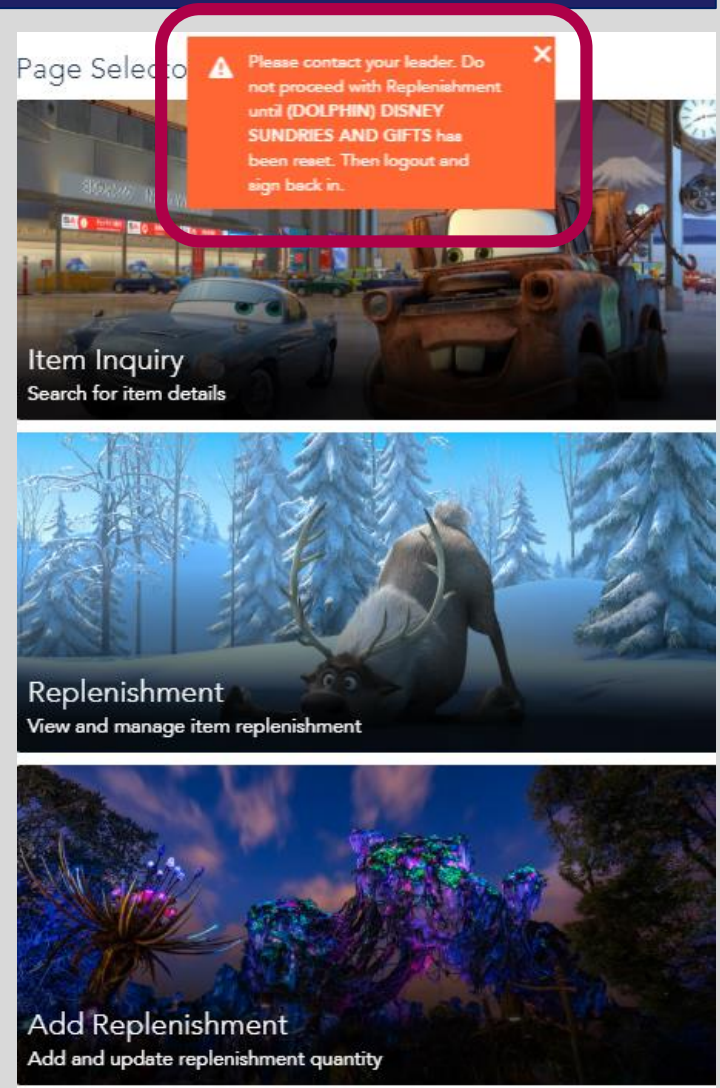 Page Selecto
Please contact your leader. Do
not proceed with Replenishment
until (DOLPHIN) DISNEY
SUNDRIES AND GIFTS has
been reset. Then logout and
sign back in.
Item Inquiry
Search for item details
Replenishment
View and manage item replenishment
Add Replenishment
Add and update replenishment quantity